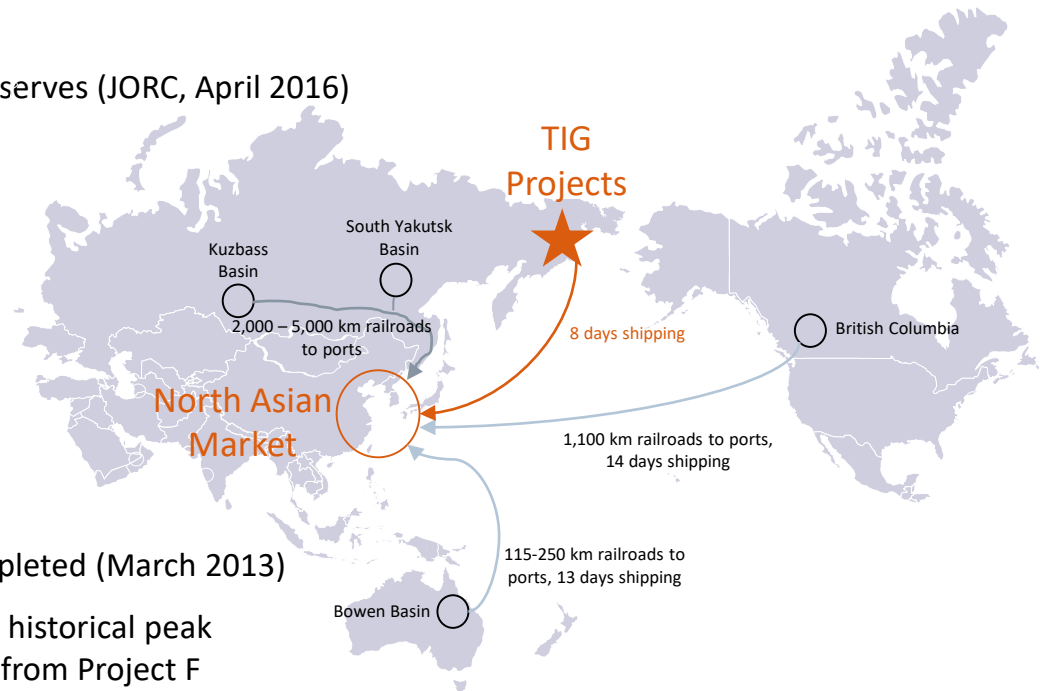 serves (JORC, April 2016)
TIG
Projects
South Yakutsk
Basin
Kuzbass
Basin
2,000 – 5,000 km railroads
to ports
8 days shipping
British Columbia
North Asian
Market
1,100 km railroads to ports,
14 days shipping
115-250 km railroads to
ports, 13 days shipping
Bowen Basin
pleted (March 2013)
historical peak
from Project F